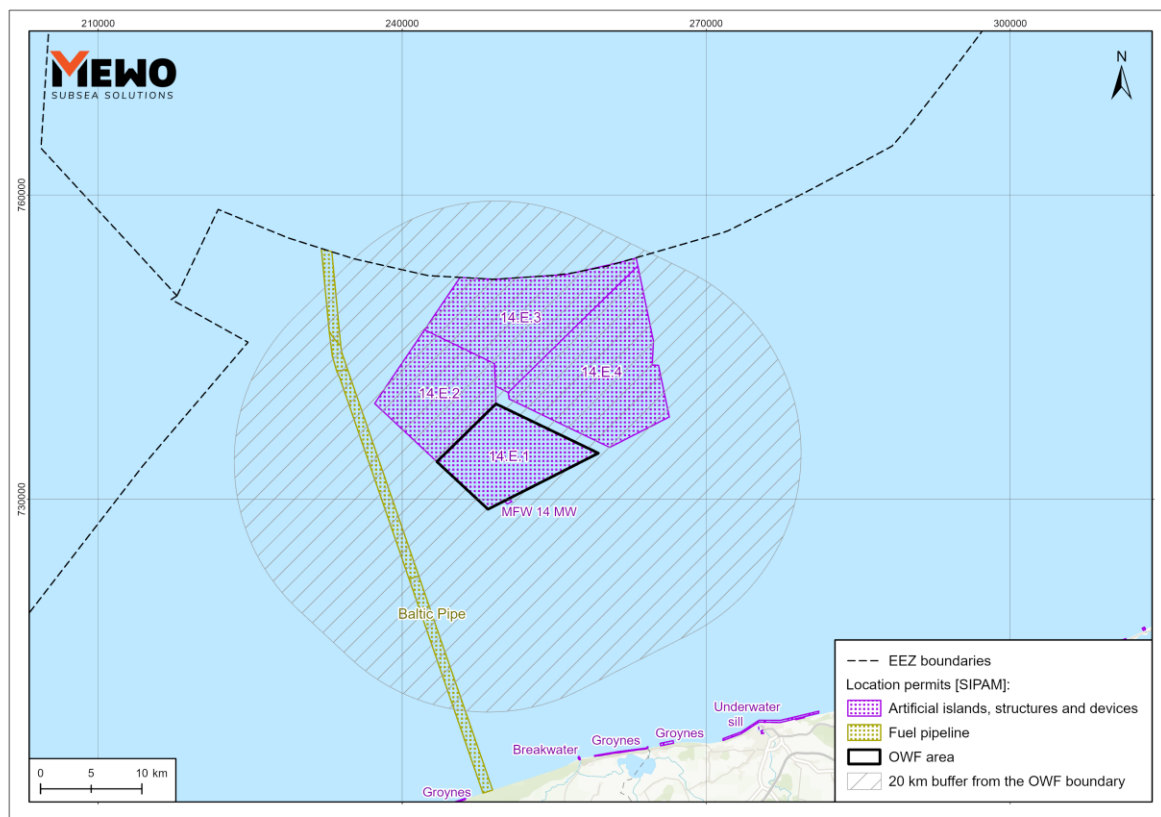 210000
240000
270000
300000
MEWO
SUBSEA SOLUTIONS
N
760000
730000
14.E.3
14.E.4
14.E.2
14.E.1
MFW 14 MW
Baltic Pipe
Underwater
sill
Groynes
Groynes
Breakwater
Groynes
0 5 10 km
EEZ boundaries
Location permits [SIPAM]:
Artificial islands, structures and devices
Fuel pipeline
OWF area
20 km buffer from the OWF boundary